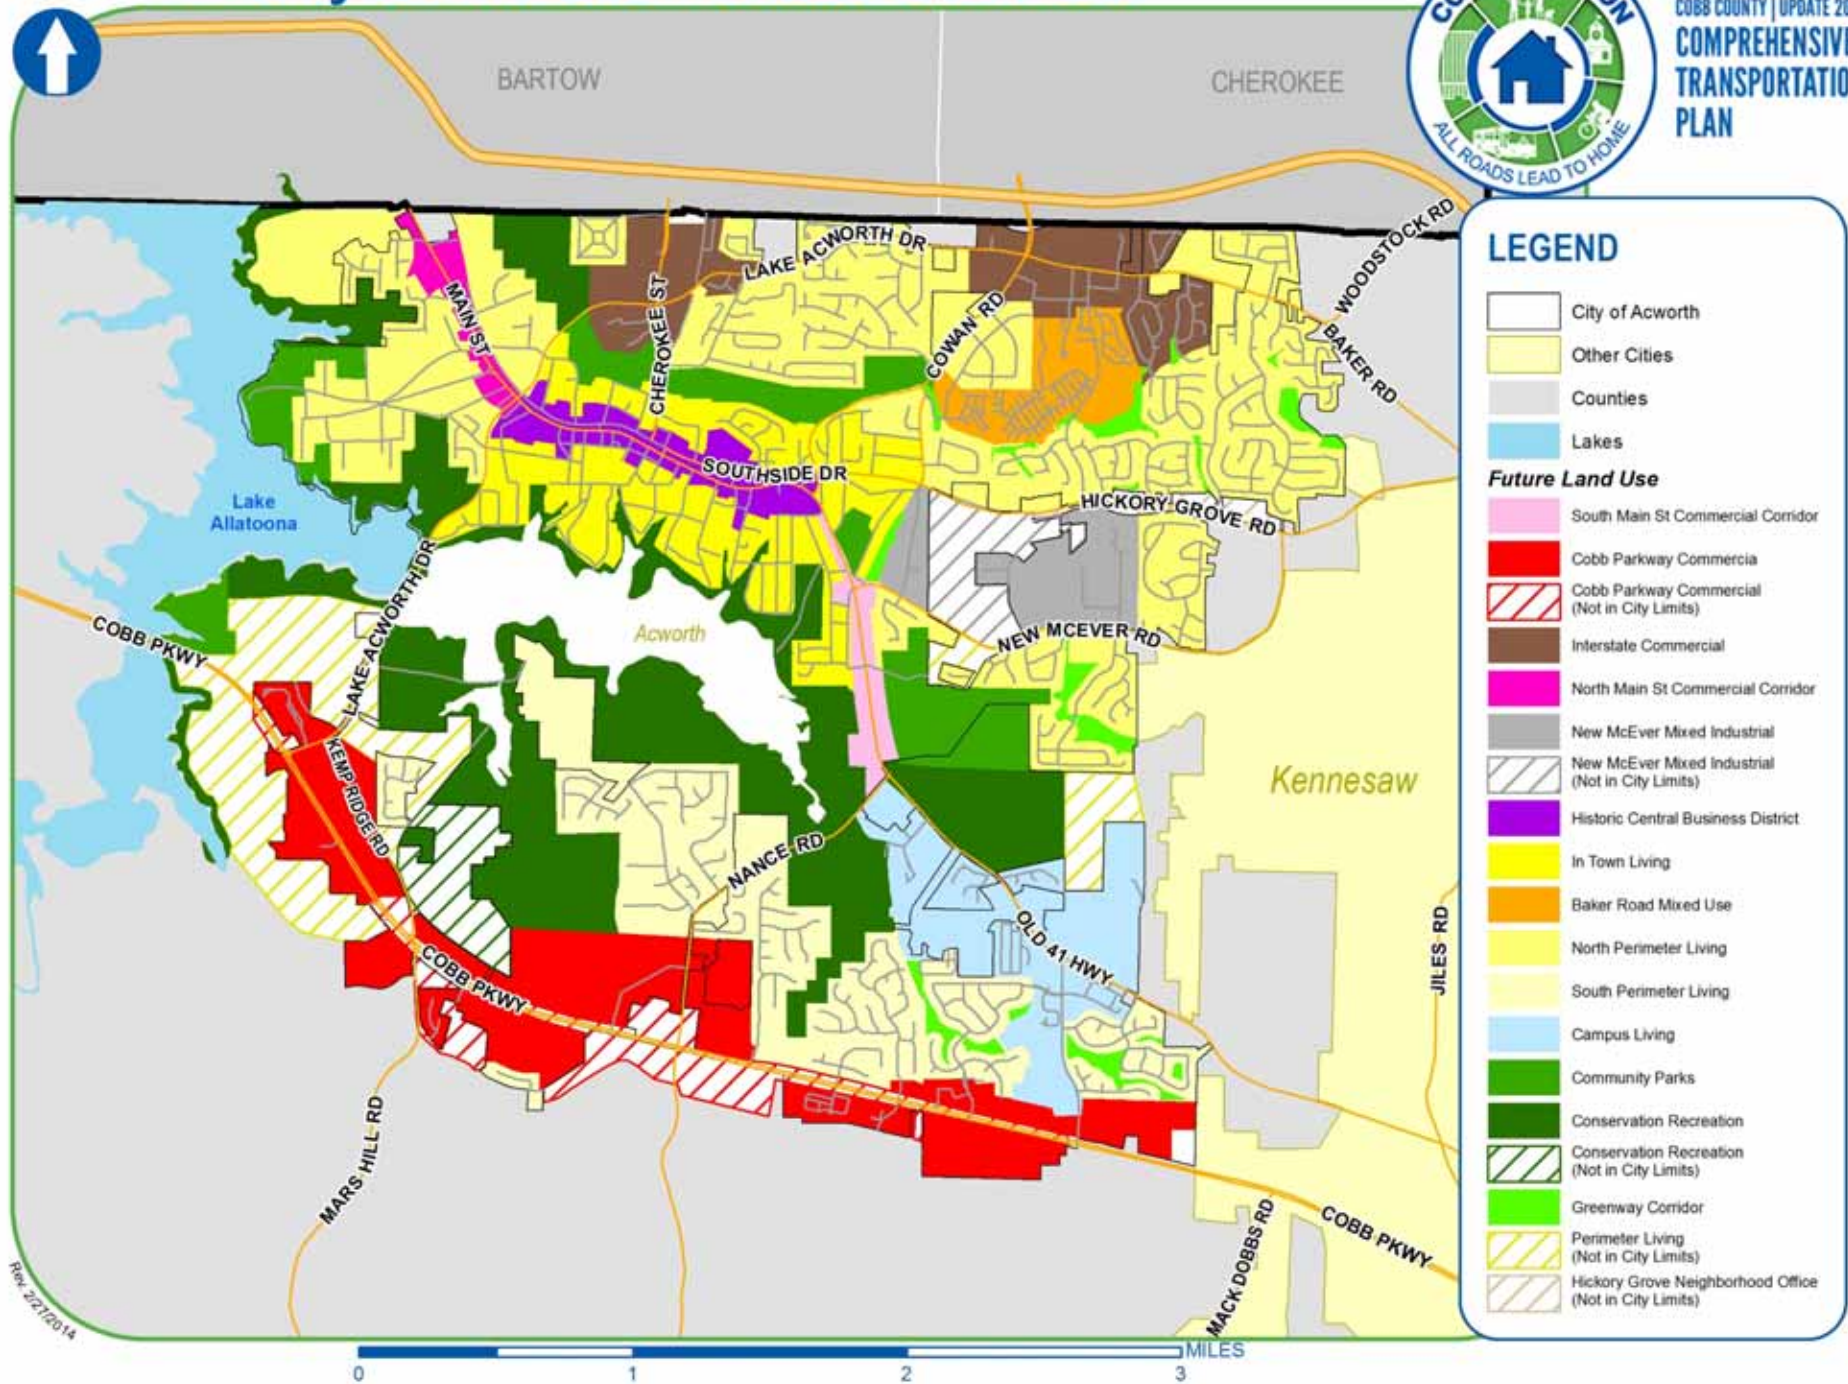 COBB COUNTY | UPDATE 20
COMPREHENSIVE
TRANSPORTATIO
PLAN
ALL ROADS LEAD TO HOME
BARTOW
CHEROKEE
LAKE ACWORTH DR
WOODSTOCK RD
MAIN ST
CHEROKEE ST
COWAN RD
BAKER RD
SOUTHSIDE DR
HICKORY GROVE RD
Lake
Allatoona
LAKE ACWORTH DR
Acworth
NEW MCEVER RD
COBB PKWY
KEMP RIDGE RD
Kennesaw
NANCE RD
OLD 41 HWY
JILES RD
COBB PKWY
MARS HILL RD
MACK DOBBS RD
COBB PKWY
Rev. 2/27/2014
0 1 2 3 MILES
LEGEND
City of Acworth
Other Cities
Counties
Lakes
Future Land Use
South Main St Commercial Corridor
Cobb Parkway Commercia
Cobb Parkway Commercial
(Not in City Limits)
Interstate Commercial
North Main St Commercial Corridor
New McEver Mixed Industrial
New McEver Mixed Industrial
(Not in City Limits)
Historic Central Business District
In Town Living
Baker Road Mixed Use
North Perimeter Living
South Perimeter Living
Campus Living
Community Parks
Conservation Recreation
Conservation Recreation
(Not in City Limits)
Greenway Corridor
Perimeter Living
(Not in City Limits)
Hickory Grove Neighborhood Office
(Not in City Limits)